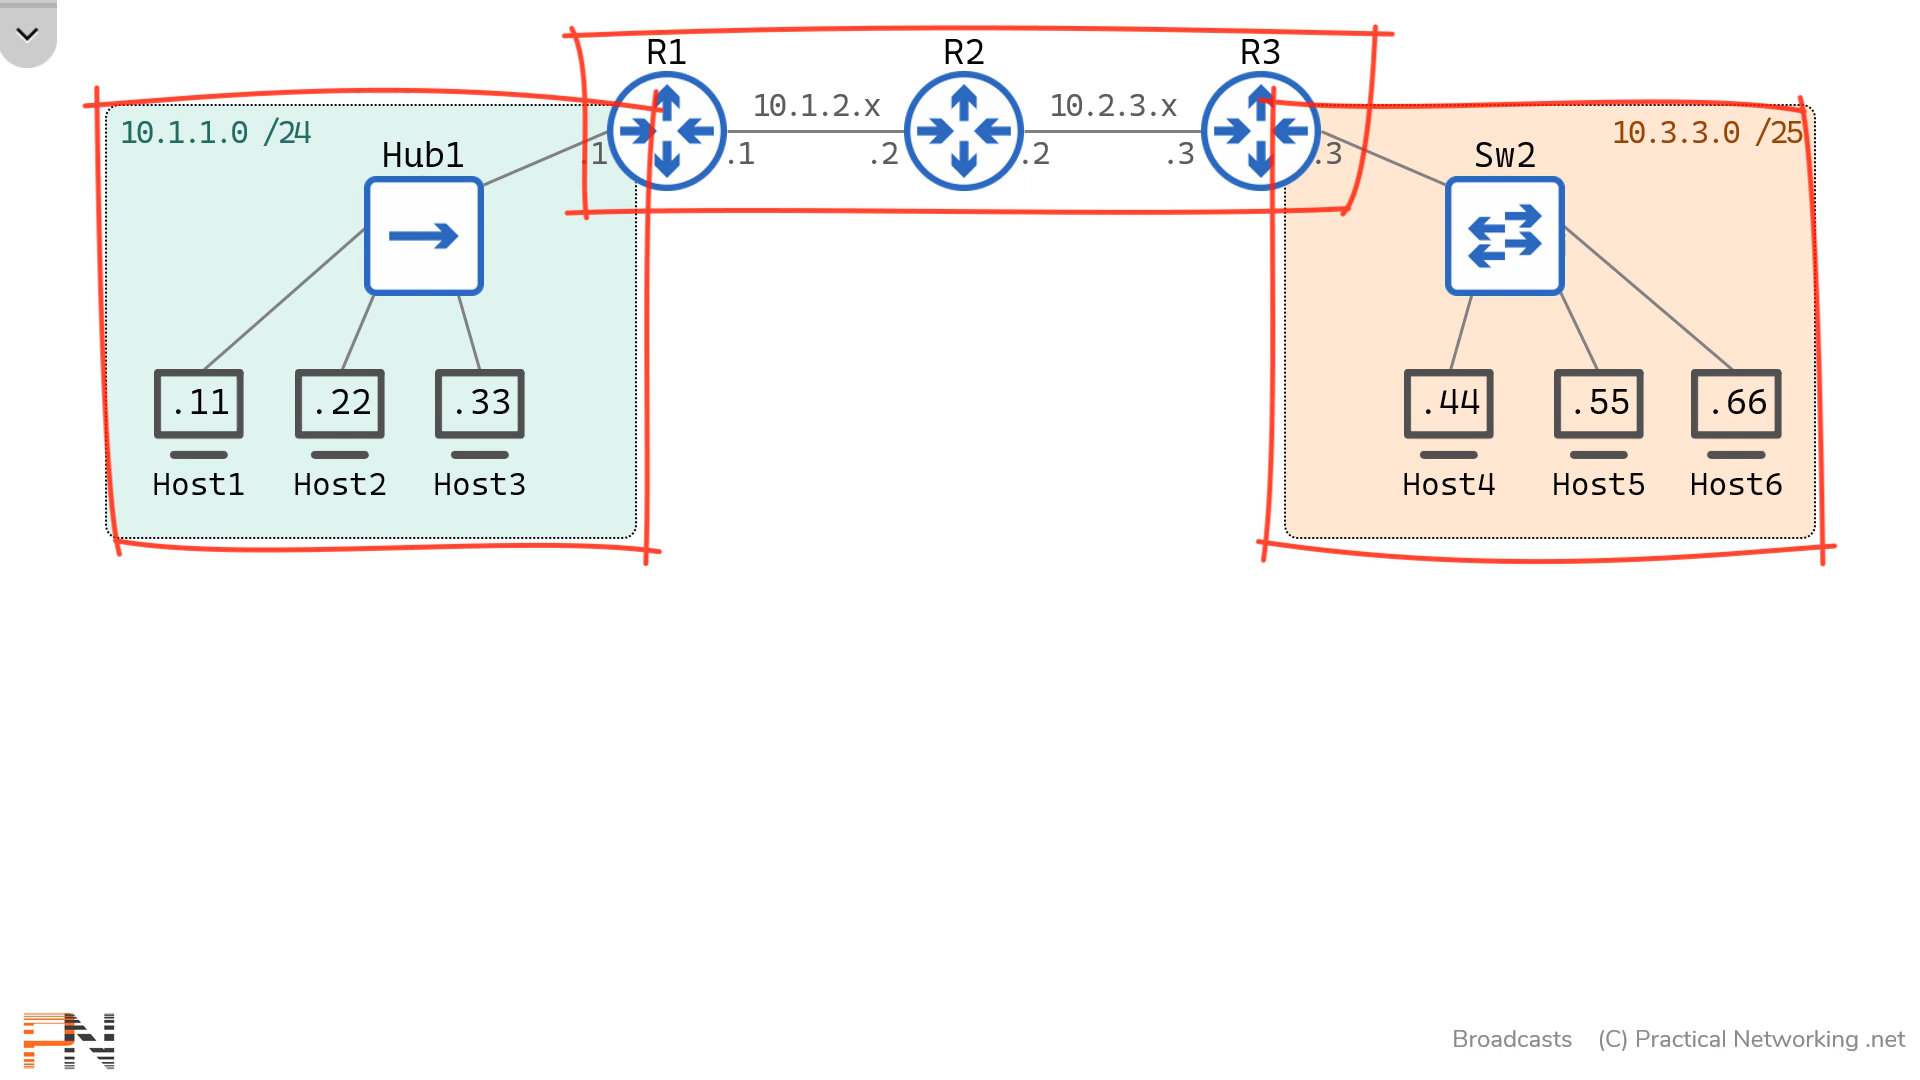 R1
R2
R3
10.1.2.x
10.2.3.x
10.1.1.0 /24
10.3.3.0 /25
Hub1
.1
.1
.2
.2
.3
.3
Sw2
.11
.22
.33
.44
.55
.66
Host1
Host2
Host3
Host4
Host5
Host6
PN
Broadcasts (C) Practical Networking .net